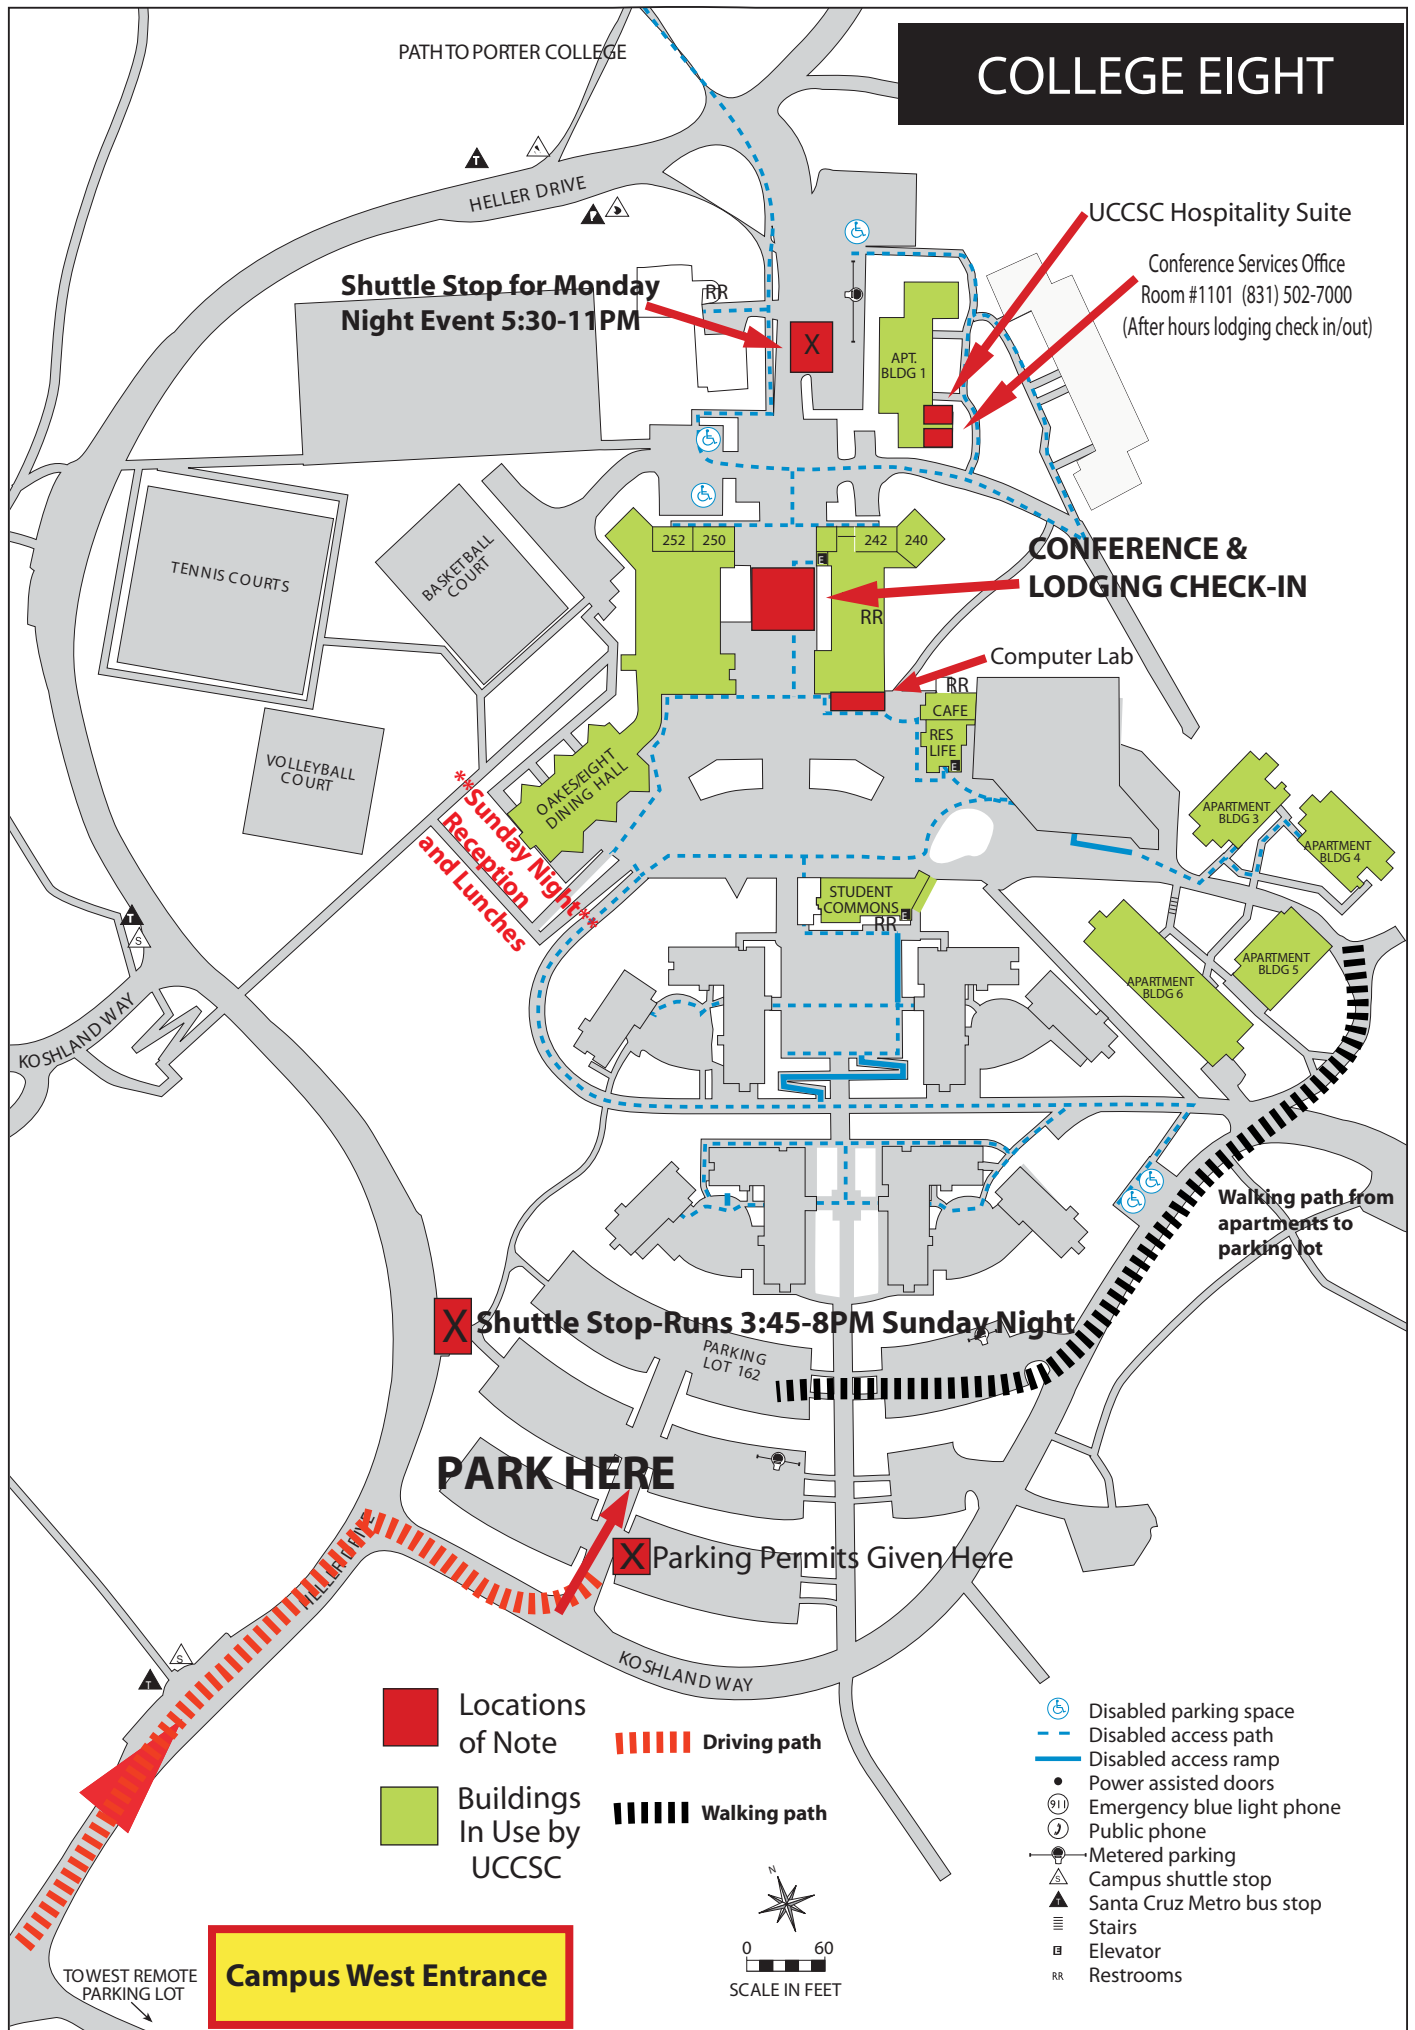 PATH TO PORTER COLLEGE
COLLEGE EIGHT
T
HELLER DRIVE
UCCSC Hospitality Suite
Conference Services Office
Room #1101 (831) 502-7000
(After hours lodging check in/out)
Shuttle Stop for Monday
Night Event 5:30-11PM
RR
X
APT.
BLDG 1
252
250
242
240
E
CONFERENCE &
LODGING CHECK-IN
TENNIS COURTS
BASKETBALL
COURT
RR
Computer Lab
RR
CAFE
RES
LIFE
E
VOLLEYBALL
COURT
OAKES/EIGHT
DINING HALL
**Sunday Night**
Reception
and Lunches
APARTMENT
BLDG 3
APARTMENT
BLDG 4
STUDENT
COMMONS
E
RR
T
S
APARTMENT
BLDG 5
APARTMENT
BLDG 6
KOSHLAND WAY
Walking path from
apartments to
parking lot
X
Shuttle Stop-Runs 3:45-8PM Sunday Night
PARKING
LOT 162
PARK HERE
HELLER DRIVE
X
Parking Permits Given Here
S
T
KOSHLAND WAY
Locations
of Note
Driving path
Buildings
In Use by
UCCSC
Walking path
Disabled parking space
Disabled access path
Disabled access ramp
Power assisted doors
911
Emergency blue light phone
Public phone
Metered parking
S
Campus shuttle stop
T
Santa Cruz Metro bus stop
Stairs
E
Elevator
RR
Restrooms
N
0
60
SCALE IN FEET
TO WEST REMOTE
PARKING LOT
Campus West Entrance